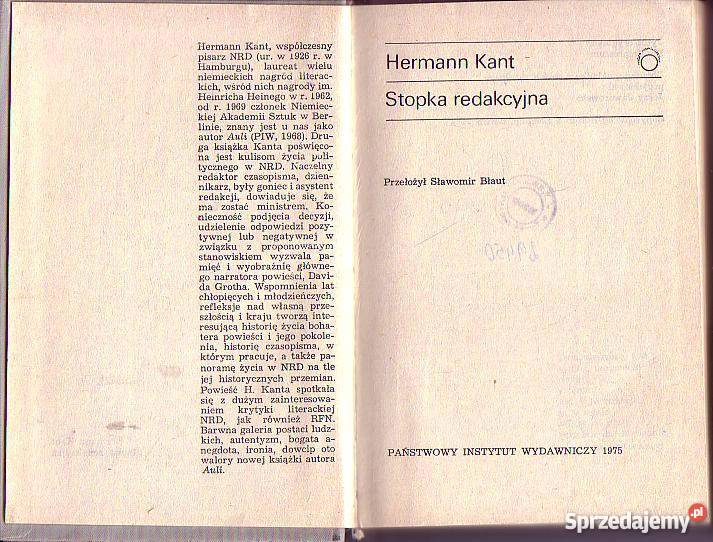 Hermann Kant, współczesny
pisarz NRD (ur. w 1926 r. w
Hamburgu), laureat wielu
niemieckich nagród literac-
kich, wśród nich nagrody im.
Heinricha Heinego w r. 1962,
od r. 1969 członek Niemiec-
kiej Akademii Sztuk w Ber-
linie, znany jest u nas jako
autor Auli (PIW, 1968). Dru-
ga książka Kanta poświęco-
na jest kulisom życia poli-
tycznego w NRD. Naczelny
redaktor czasopisma, dzien-
nikarz, były goniec i asystent
redakcji, dowiaduje się, że
ma zostać ministrem. Ko-
nieczność podjęcia decyzji,
udzielenie odpowiedzi pozy-
tywnej lub negatywnej w
związku z proponowanym
stanowiskiem wyzwala pa-
mięć i wyobraźnię główne-
go narratora powieści, Davi-
da Grotha. Wspomnienia lat
chłopięcych i młodzieńczych,
refleksje nad własną prze-
szłością i kraju tworzą inte-
resującą historię życia boha-
tera powieści i jego pokole-
nia, historię czasopisma, w
którym pracuje, a także pa-
noramę życia w NRD na tle
jej historycznych przemian.
Powieść H. Kanta spotkała
się z dużym zainteresowa-
niem krytyki literackiej
NRD, jak również RFN.
Barwna galeria postaci ludz-
kich, autentyzm, bogata a-
negdota, ironia, dowcip oto
walory nowej książki autora
Auli.
Hermann Kant
Stopka redakcyjna
Przełożył Sławomir Błaut
PAŃSTWOWY INSTYTUT WYDAWNICZY 1975
Sprzedajemy.pl